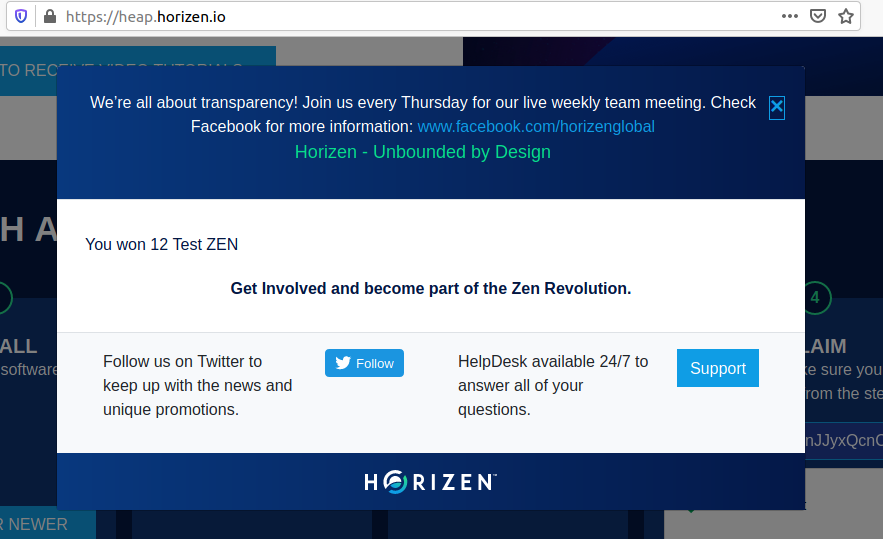 https://heap.horizen.io
TO RECEIVE VIDEO TUTORIALS
We're all about transparency! Join us every Thursday for our live weekly team meeting. Check
Facebook for more information: www.facebook.com/horizenglobal
Horizen - Unbounded by Design
H A
You won 12 Test ZEN
Get Involved and become part of the Zen Revolution.
4
ALL
software
LAIM
ke sure you
from the ste
nJJyxQcnC
Follow us on Twitter to
keep up with the news and
unique promotions.
Follow
HelpDesk available 24/7 to
answer all of your
questions.
Support
HORIZEN™
R NEWER